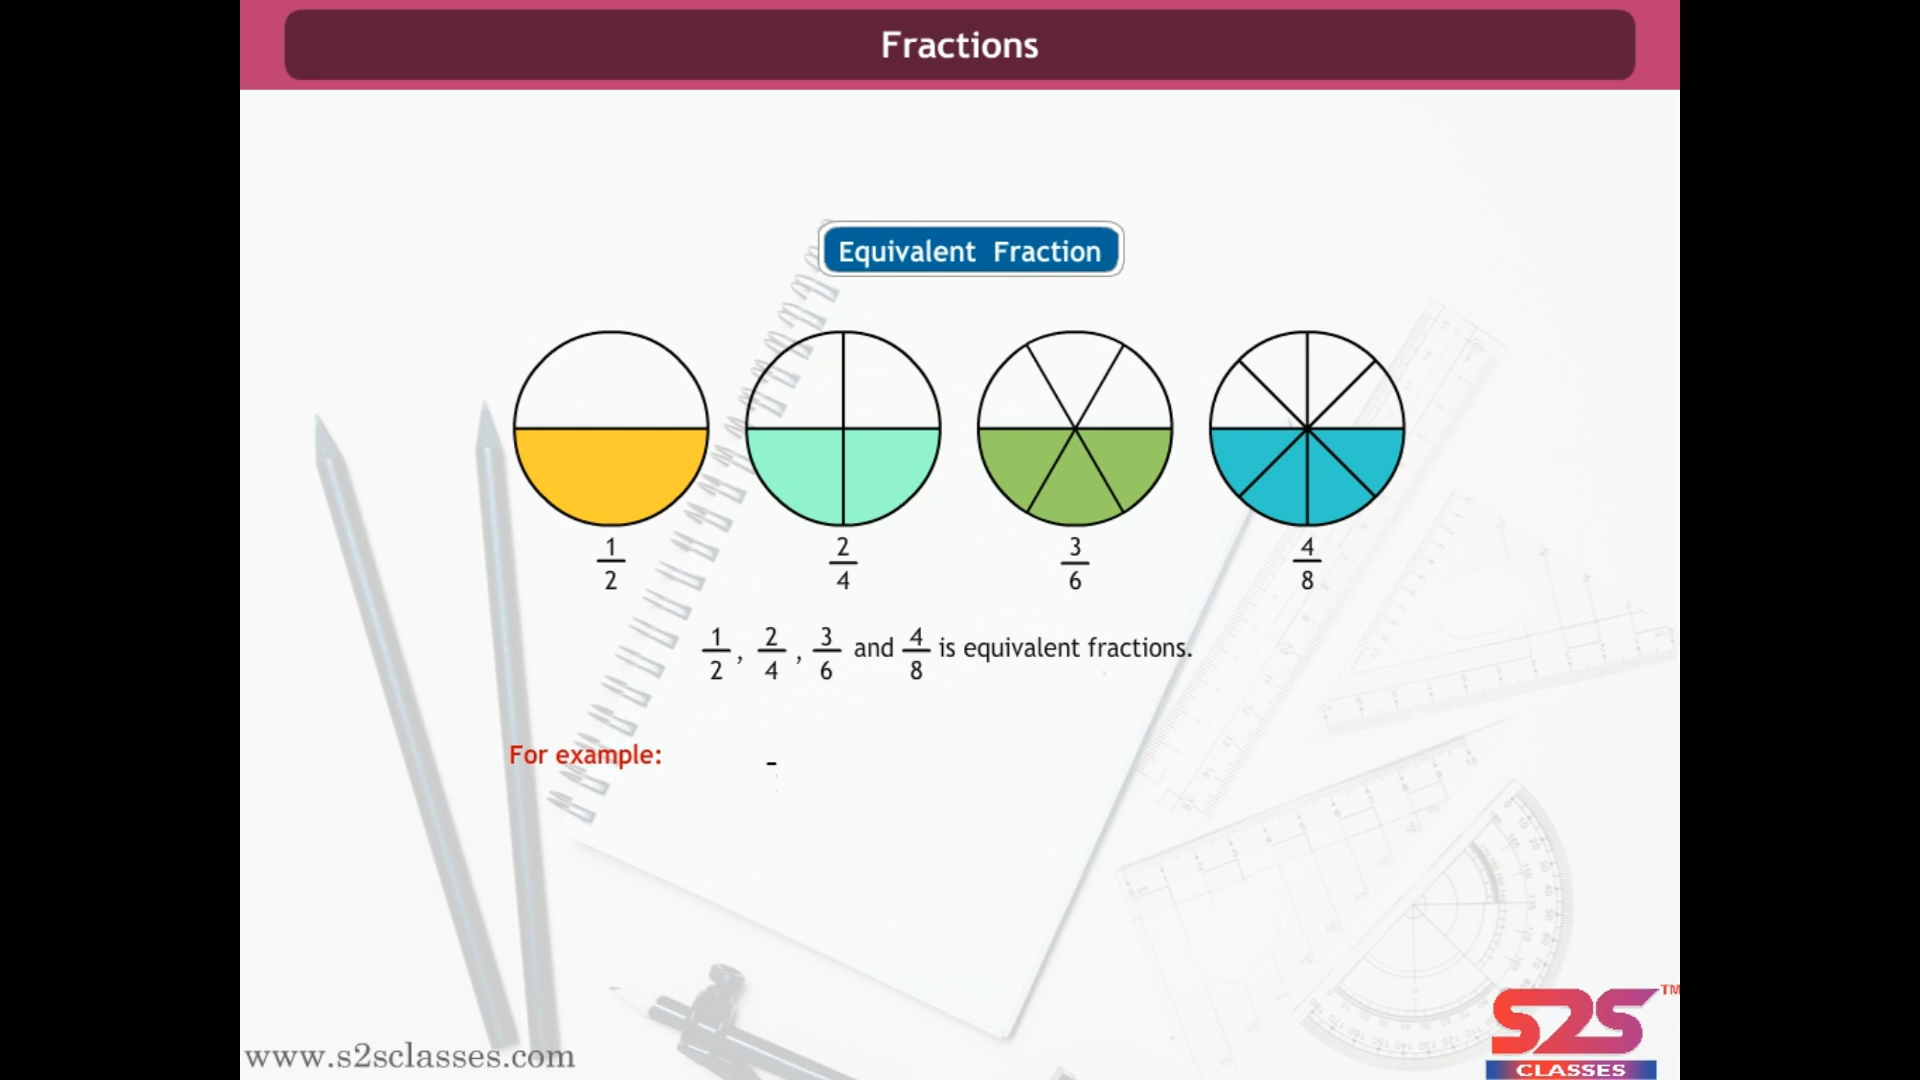 Fractions
Equivalent Fraction
1/2 2/4 3/6 4/8
1/2, 2/4, 3/6 and 4/8 is equivalent fractions.
For example: -
www.s2sclasses.com
S2S TM
CLASSES